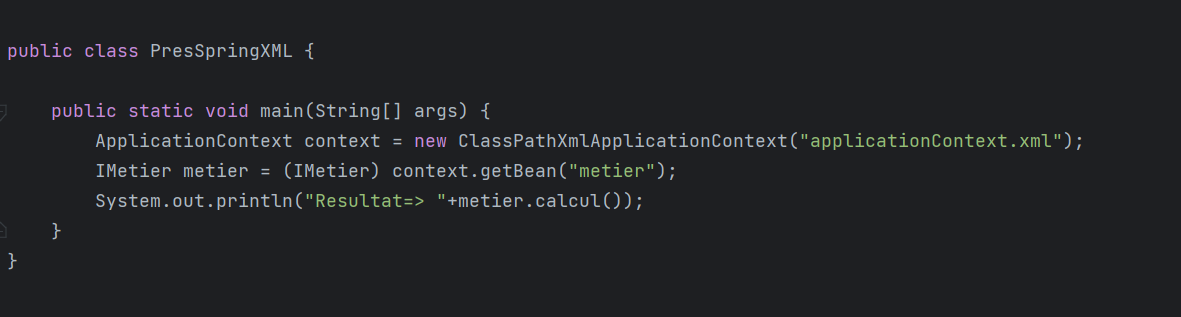 public class PresSpringXML {
    public static void main(String[] args) {
        ApplicationContext context = new ClassPathXmlApplicationContext("applicationContext.xml");
        IMetier metier = (IMetier) context.getBean("metier");
        System.out.println("Resultat=> "+metier.calcul());
    }
}